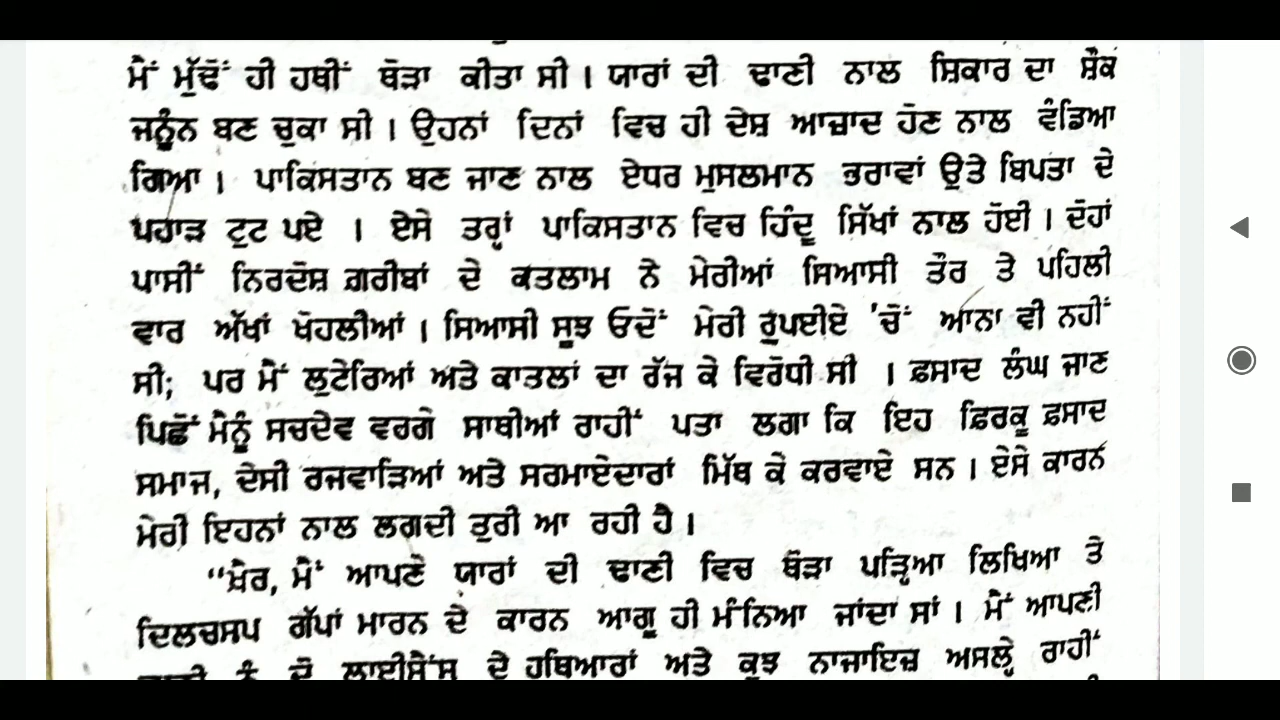 ਮੈਂ ਮੁੱਢੋਂ ਹੀ ਹਥੀਂ ਥੋੜਾ ਕੀਤਾ ਸੀ । ਯਾਰਾਂ ਦੀ ਢਾਣੀ ਨਾਲ ਸ਼ਿਕਾਰ ਦਾ ਸ਼ੌਕ
ਜਨੂੰਨ ਬਣ ਚੁਕਾ ਸੀ । ਉਹਨਾਂ ਦਿਨਾਂ ਵਿਚ ਹੀ ਦੇਸ਼ ਆਜ਼ਾਦ ਹੋਣ ਨਾਲ ਵੰਡਿਆ
ਗਿਆ । ਪਾਕਿਸਤਾਨ ਬਣ ਜਾਣ ਨਾਲ ਏਧਰ ਮੁਸਲਮਾਨ ਭਰਾਵਾਂ ਉਤੇ ਬਿਪਤਾ ਦੇ
ਪਹਾੜ ਟੁਟ ਪਏ । ਏਸੇ ਤਰ੍ਹਾਂ ਪਾਕਿਸਤਾਨ ਵਿਚ ਹਿੰਦੂ ਸਿੱਖਾਂ ਨਾਲ ਹੋਈ । ਦੋਹਾਂ
ਪਾਸੀਂ ਨਿਰਦੋਸ਼ ਗ਼ਰੀਬਾਂ ਦੇ ਕਤਲਾਮ ਨੇ ਮੇਰੀਆਂ ਸਿਆਸੀ ਤੌਰ ਤੇ ਪਹਿਲੀ
ਵਾਰ ਅੱਖਾਂ ਖੋਹਲੀਆਂ । ਸਿਆਸੀ ਸੂਝ ਓਦੋਂ ਮੇਰੀ ਰੁਪਈਏ 'ਚੋਂ ਆਨਾ ਵੀ ਨਹੀਂ
ਸੀ; ਪਰ ਮੈਂ ਲੁਟੇਰਿਆਂ ਅਤੇ ਕਾਤਲਾਂ ਦਾ ਰੱਜ ਕੇ ਵਿਰੋਧੀ ਸੀ । ਫ਼ਸਾਦ ਲੰਘ ਜਾਣ
ਪਿਛੋਂ ਮੈਨੂੰ ਸਚਦੇਵ ਵਰਗੇ ਸਾਥੀਆਂ ਰਾਹੀਂ ਪਤਾ ਲਗਾ ਕਿ ਇਹ ਫ਼ਿਰਕੂ ਫ਼ਸਾਦ
ਸਮਾਜ, ਦੇਸੀ ਰਜਵਾੜਿਆਂ ਅਤੇ ਸਰਮਾਏਦਾਰਾਂ ਮਿੱਥ ਕੇ ਕਰਵਾਏ ਸਨ । ਏਸੇ ਕਾਰਨ
ਮੇਰੀ ਇਹਨਾਂ ਨਾਲ ਲਗਦੀ ਤੁਰੀ ਆ ਰਹੀ ਹੈ ।
“ਖ਼ੈਰ, ਮੈਂ ਆਪਣੇ ਯਾਰਾਂ ਦੀ ਢਾਣੀ ਵਿਚ ਥੋੜਾ ਪੜ੍ਹਿਆ ਲਿਖਿਆ ਤੇ
ਦਿਲਚਸਪ ਗੱਪਾਂ ਮਾਰਨ ਦੇ ਕਾਰਨ ਆਗੂ ਹੀ ਮੰਨਿਆ ਜਾਂਦਾ ਸਾਂ । ਮੈਂ ਆਪਣੀ
ਨੂੰ ਦੋ ਲਾਈਸੈਂਸ ਦੇ ਹਥਿਆਰਾਂ ਅਤੇ ਕੁਝ ਨਾਜਾਇਜ਼ ਅਸਲ੍ਹੇ ਰਾਹੀਂ